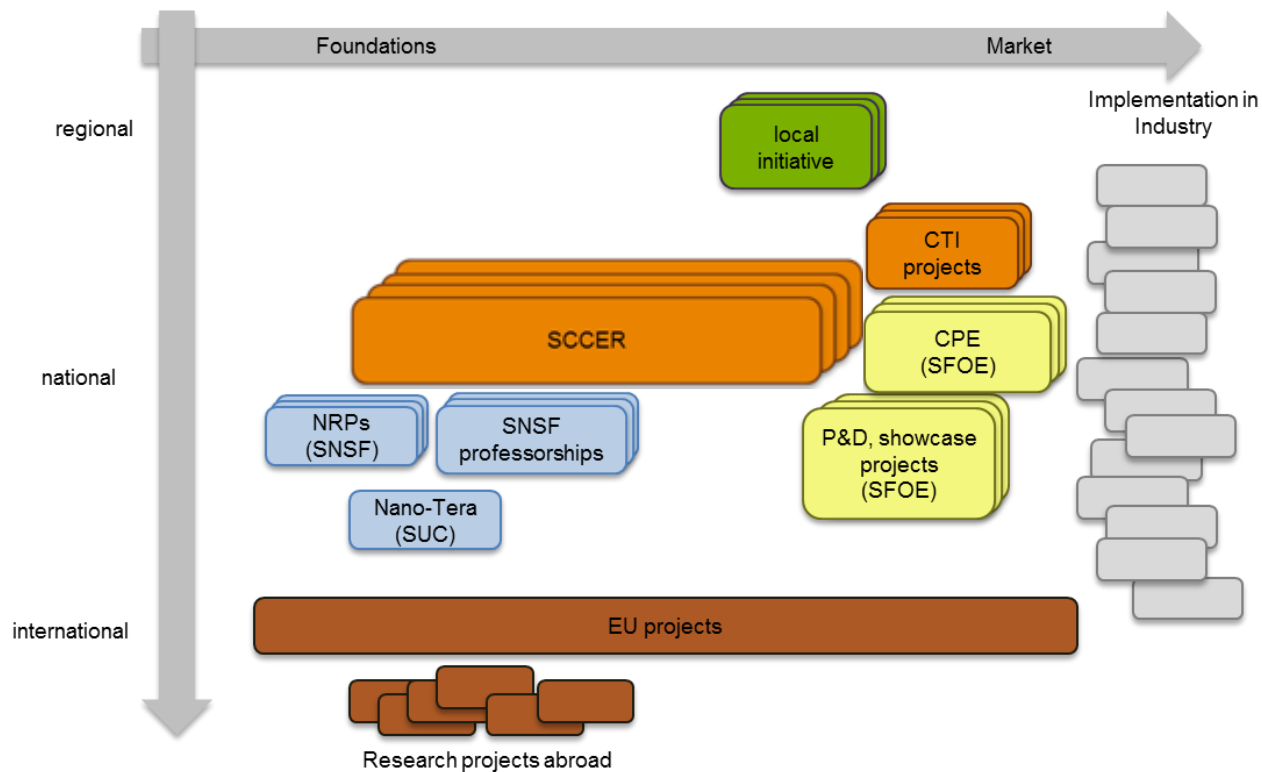 Foundations
Market
regional
Implementation in
Industry
local
initiative
CTI
projects
SCCER
CPE
(SFOE)
national
NRPs
(SNSF)
SNSF
professorships
P&D, showcase
projects
(SFOE)
Nano-Tera
(SUC)
international
EU projects
Research projects abroad